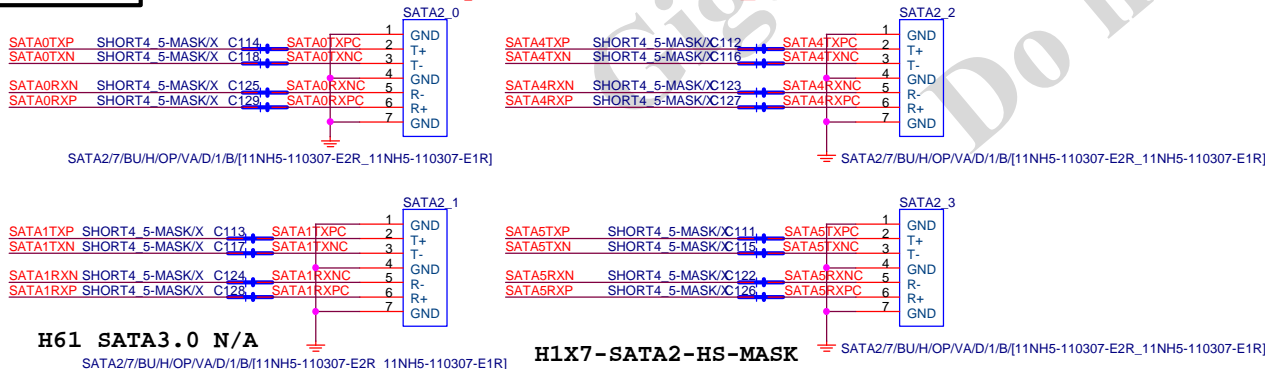 SATA2_0
SATA0TXP SHORT4_5-MASK/X C114 SATA0TXPC 1 GND
SATA0TXN SHORT4_5-MASK/X C118 SATA0TXNC 2 T+
3 T-
4 GND
SATA0RXN SHORT4_5-MASK/X C125 SATA0RXNC 5 R-
SATA0RXP SHORT4_5-MASK/X C129 SATA0RXPC 6 R+
7 GND
SATA2/7/BU/H/OP/VA/D/1/B/[11NH5-110307-E2R_11NH5-110307-E1R]
SATA2_2
SATA4TXP SHORT4_5-MASK/X C112 SATA4TXPC 1 GND
SATA4TXN SHORT4_5-MASK/X C116 SATA4TXNC 2 T+
3 T-
4 GND
SATA4RXN SHORT4_5-MASK/X C123 SATA4RXNC 5 R-
SATA4RXP SHORT4_5-MASK/X C127 SATA4RXPC 6 R+
7 GND
SATA2/7/BU/H/OP/VA/D/1/B/[11NH5-110307-E2R_11NH5-110307-E1R]
SATA2_1
SATA1TXP SHORT4_5-MASK/X C113 SATA1TXPC 1 GND
SATA1TXN SHORT4_5-MASK/X C117 SATA1TXNC 2 T+
3 T-
4 GND
SATA1RXN SHORT4_5-MASK/X C124 SATA1RXNC 5 R-
SATA1RXP SHORT4_5-MASK/X C128 SATA1RXPC 6 R+
7 GND
H61 SATA3.0 N/A
SATA2/7/BU/H/OP/VA/D/1/B/[11NH5-110307-E2R_11NH5-110307-E1R]
SATA2_3
SATA5TXP SHORT4_5-MASK/X C111 SATA5TXPC 1 GND
SATA5TXN SHORT4_5-MASK/X C115 SATA5TXNC 2 T+
3 T-
4 GND
SATA5RXN SHORT4_5-MASK/X C122 SATA5RXNC 5 R-
SATA5RXP SHORT4_5-MASK/X C126 SATA5RXPC 6 R+
7 GND
H1X7-SATA2-HS-MASK
SATA2/7/BU/H/OP/VA/D/1/B/[11NH5-110307-E2R_11NH5-110307-E1R]
Do